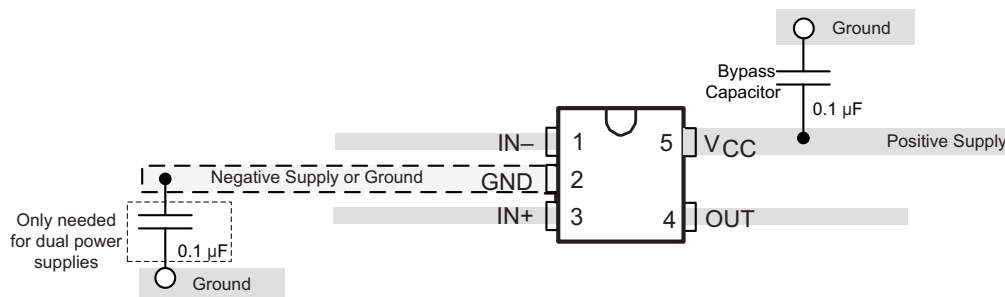 Ground
Bypass
Capacitor
0.1 µF
IN– 1 5 VCC Positive Supply
Negative Supply or Ground GND 2
IN+ 3 4 OUT
Only needed
for dual power
supplies
0.1 µF
Ground